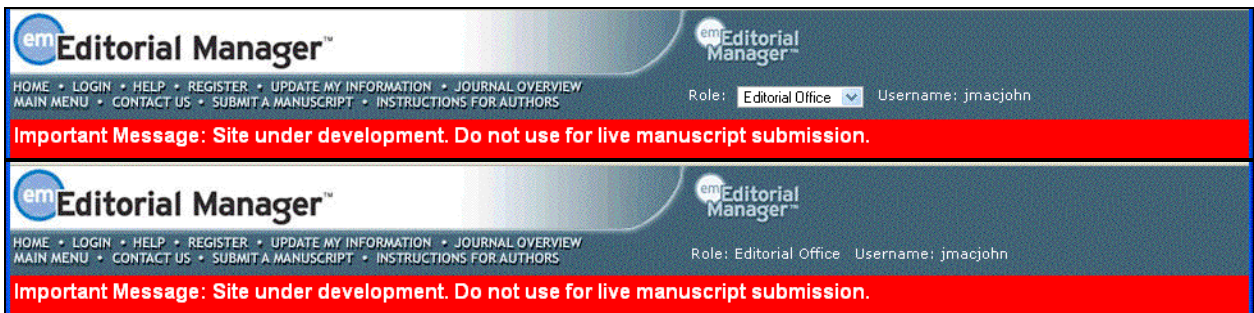 em Editorial Manager™
em Editorial
Manager™
HOME • LOGIN • HELP • REGISTER • UPDATE MY INFORMATION • JOURNAL OVERVIEW
MAIN MENU • CONTACT US • SUBMIT A MANUSCRIPT • INSTRUCTIONS FOR AUTHORS
Role: Editorial Office Username: jmacjohn
Important Message: Site under development. Do not use for live manuscript submission.
em Editorial Manager™
em Editorial
Manager™
HOME • LOGIN • HELP • REGISTER • UPDATE MY INFORMATION • JOURNAL OVERVIEW
MAIN MENU • CONTACT US • SUBMIT A MANUSCRIPT • INSTRUCTIONS FOR AUTHORS
Role: Editorial Office Username: jmacjohn
Important Message: Site under development. Do not use for live manuscript submission.